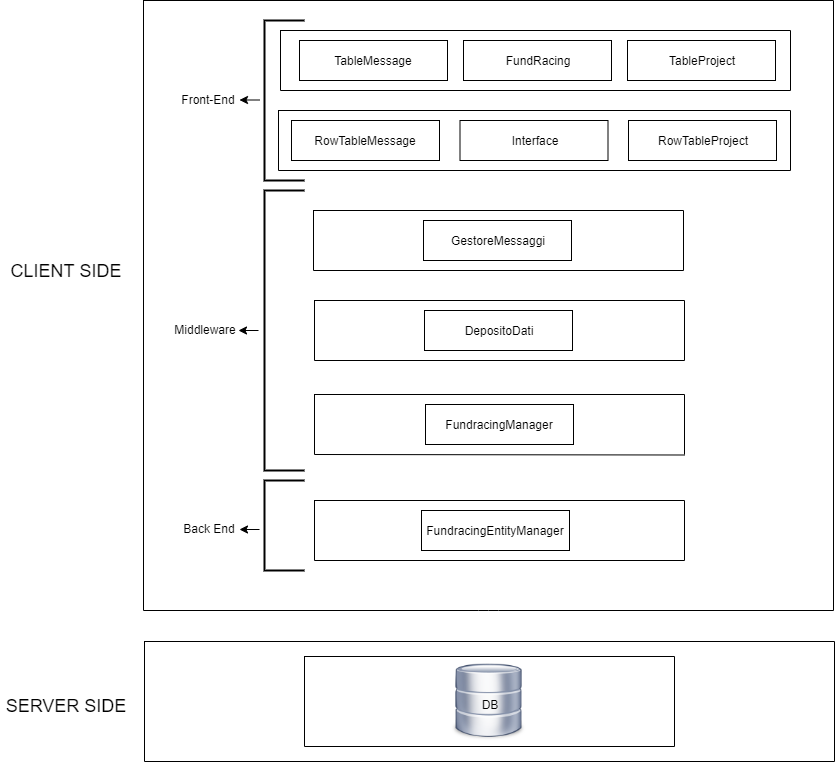 TableMessage
FundRacing
TableProject
Front-End
RowTableMessage
Interface
RowTableProject
GestoreMessaggi
CLIENT SIDE
Middleware
DepositoDati
FundracingManager
Back End
FundracingEntityManager
SERVER SIDE
DB